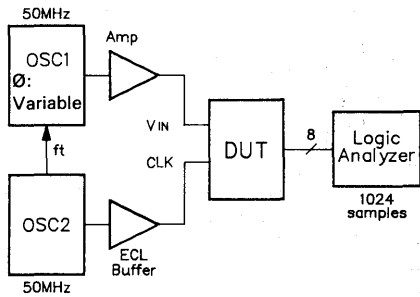 50MHz
OSC1
Ø:
Variable
Amp
ft
OSC2
50MHz
ECL
Buffer
VIN
CLK
DUT
8
Logic
Analyzer
1024
samples